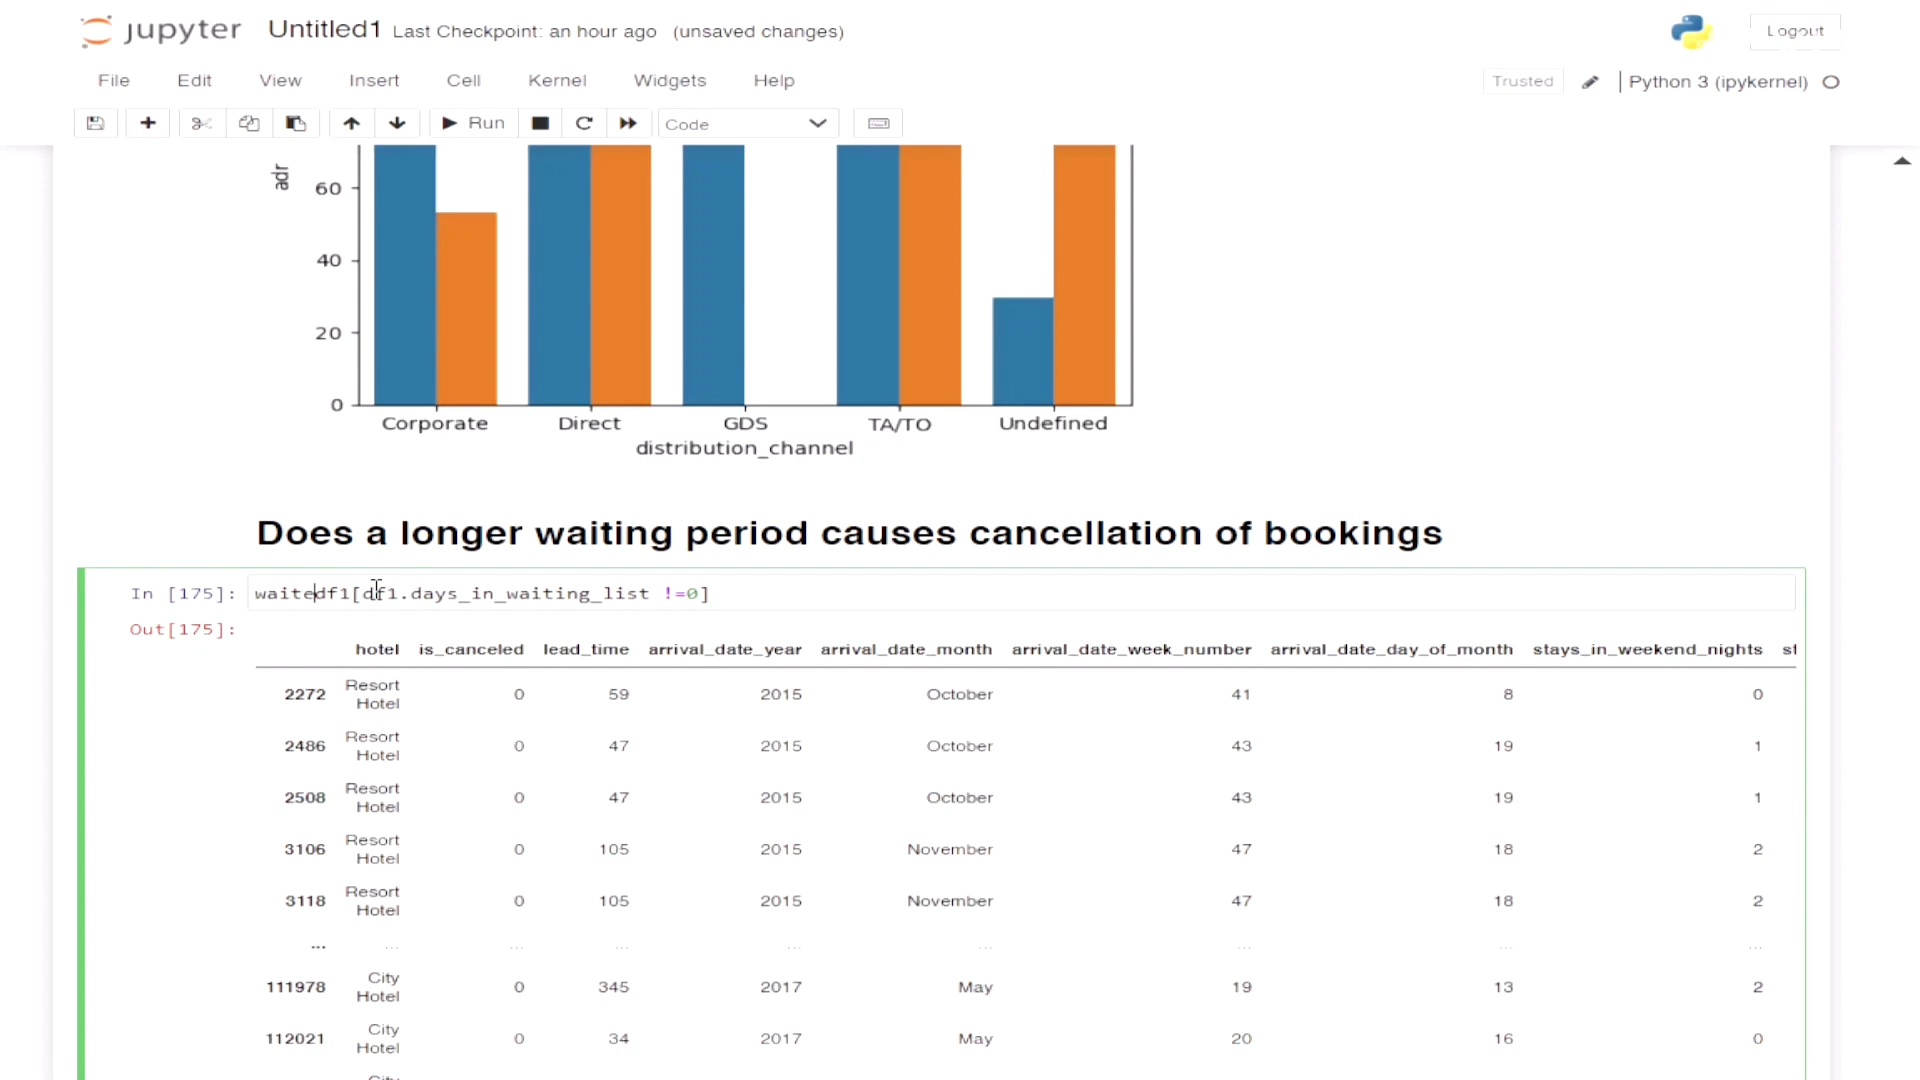 jupyter Untitled1 Last Checkpoint: an hour ago (unsaved changes) Logout
File Edit View Insert Cell Kernel Widgets Help Trusted Python 3 (ipykernel)
Run Code
adr
60
40
20
0
Corporate Direct GDS TA/TO Undefined
distribution_channel
Does a longer waiting period causes cancellation of bookings
In [175]: waitedf1[df1.days_in_waiting_list !=0]
Out[175]:
hotel is_canceled lead_time arrival_date_year arrival_date_month arrival_date_week_number arrival_date_day_of_month stays_in_weekend_nights st
2272 Resort Hotel 0 59 2015 October 41 8 0
2486 Resort Hotel 0 47 2015 October 43 19 1
2508 Resort Hotel 0 47 2015 October 43 19 1
3106 Resort Hotel 0 105 2015 November 47 18 2
3118 Resort Hotel 0 105 2015 November 47 18 2
... ... ... ... ... ... ... ... ...
111978 City Hotel 0 345 2017 May 19 13 2
112021 City Hotel 0 34 2017 May 20 16 0
City